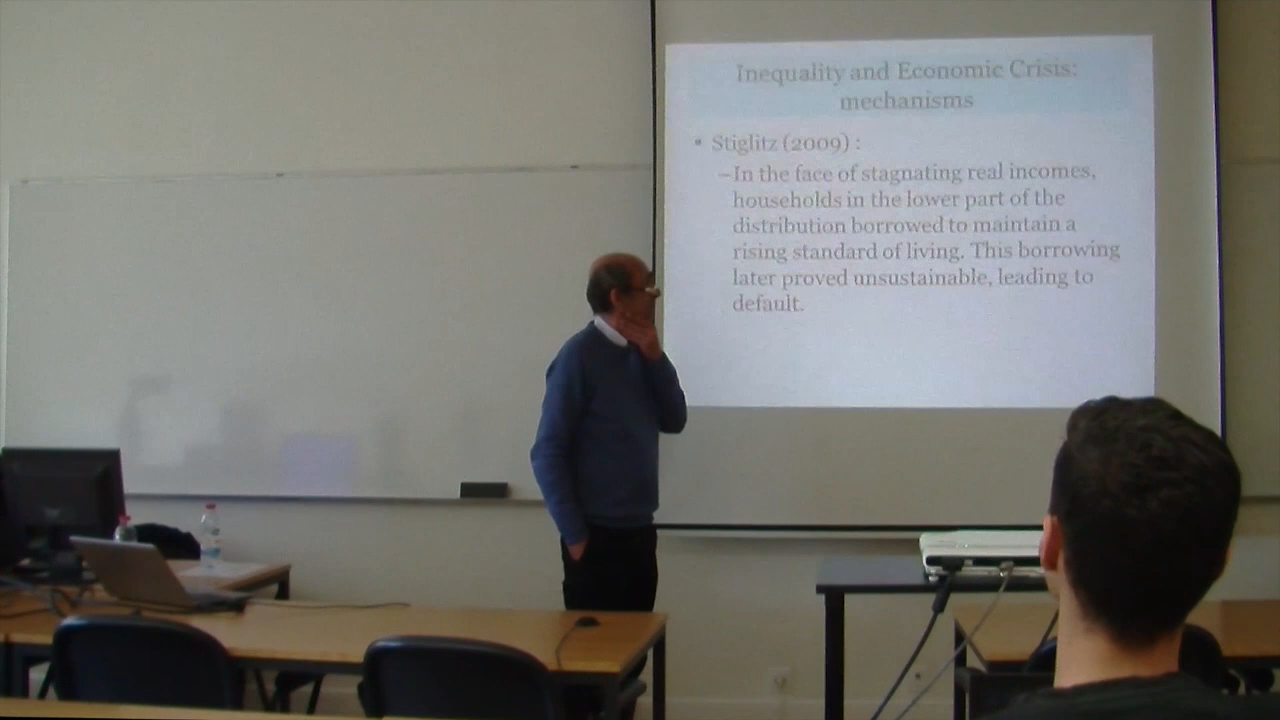 Inequality and Economic Crisis:
mechanisms
• Stiglitz (2009) :
–In the face of stagnating real incomes,
households in the lower part of the
distribution borrowed to maintain a
rising standard of living. This borrowing
later proved unsustainable, leading to
default.